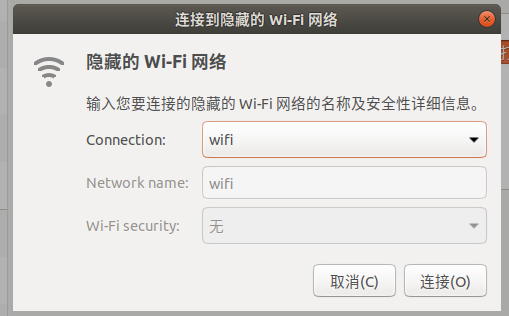 连接到隐藏的 Wi-Fi 网络
隐藏的 Wi-Fi 网络
输入您要连接的隐藏的 Wi-Fi 网络的名称及安全性详细信息。
Connection: wifi
Network name: wifi
Wi-Fi security: 无
取消(C) 连接(O)